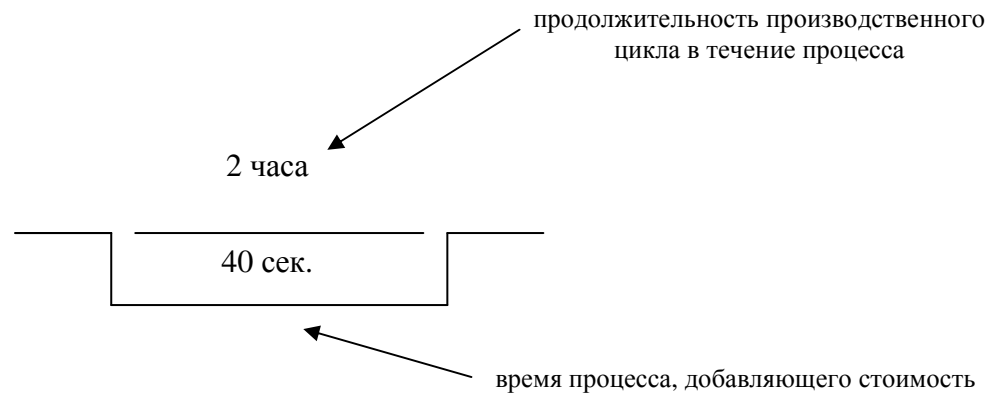 продолжительность производственного
цикла в течение процесса
2 часа
40 сек.
время процесса, добавляющего стоимость